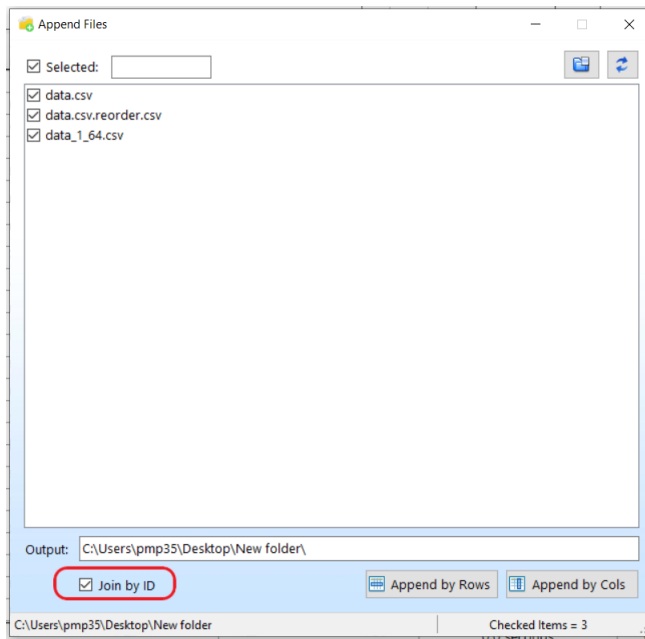 Append Files
Selected:
data.csv
data.csv.reorder.csv
data_1_64.csv
Output: C:\Users\pmp35\Desktop\New folder\
Join by ID Append by Rows Append by Cols
C:\Users\pmp35\Desktop\New folder Checked Items = 3